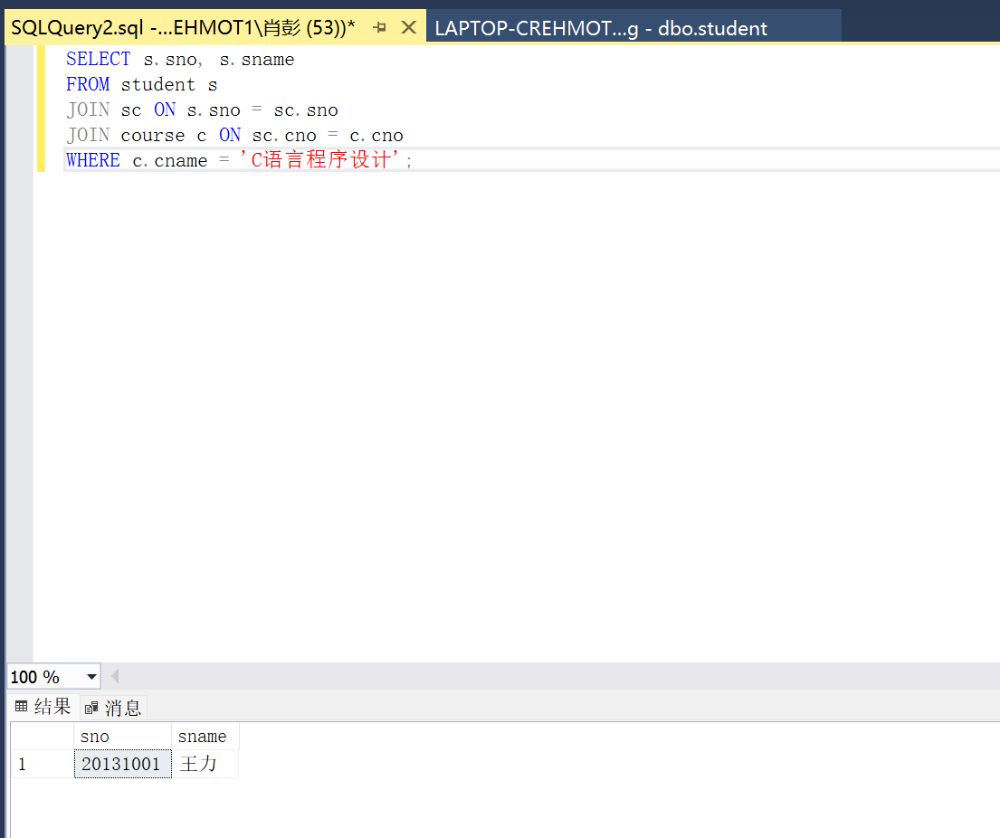 SQLQuery2.sql -...EHMOT1\肖彭 (53))* LAPTOP-CREHMOT...g - dbo.student
SELECT s.sno, s.sname
FROM student s
JOIN sc ON s.sno = sc.sno
JOIN course c ON sc.cno = c.cno
WHERE c.cname = 'C语言程序设计';
100 %
结果 消息
sno sname
1 20131001 王力